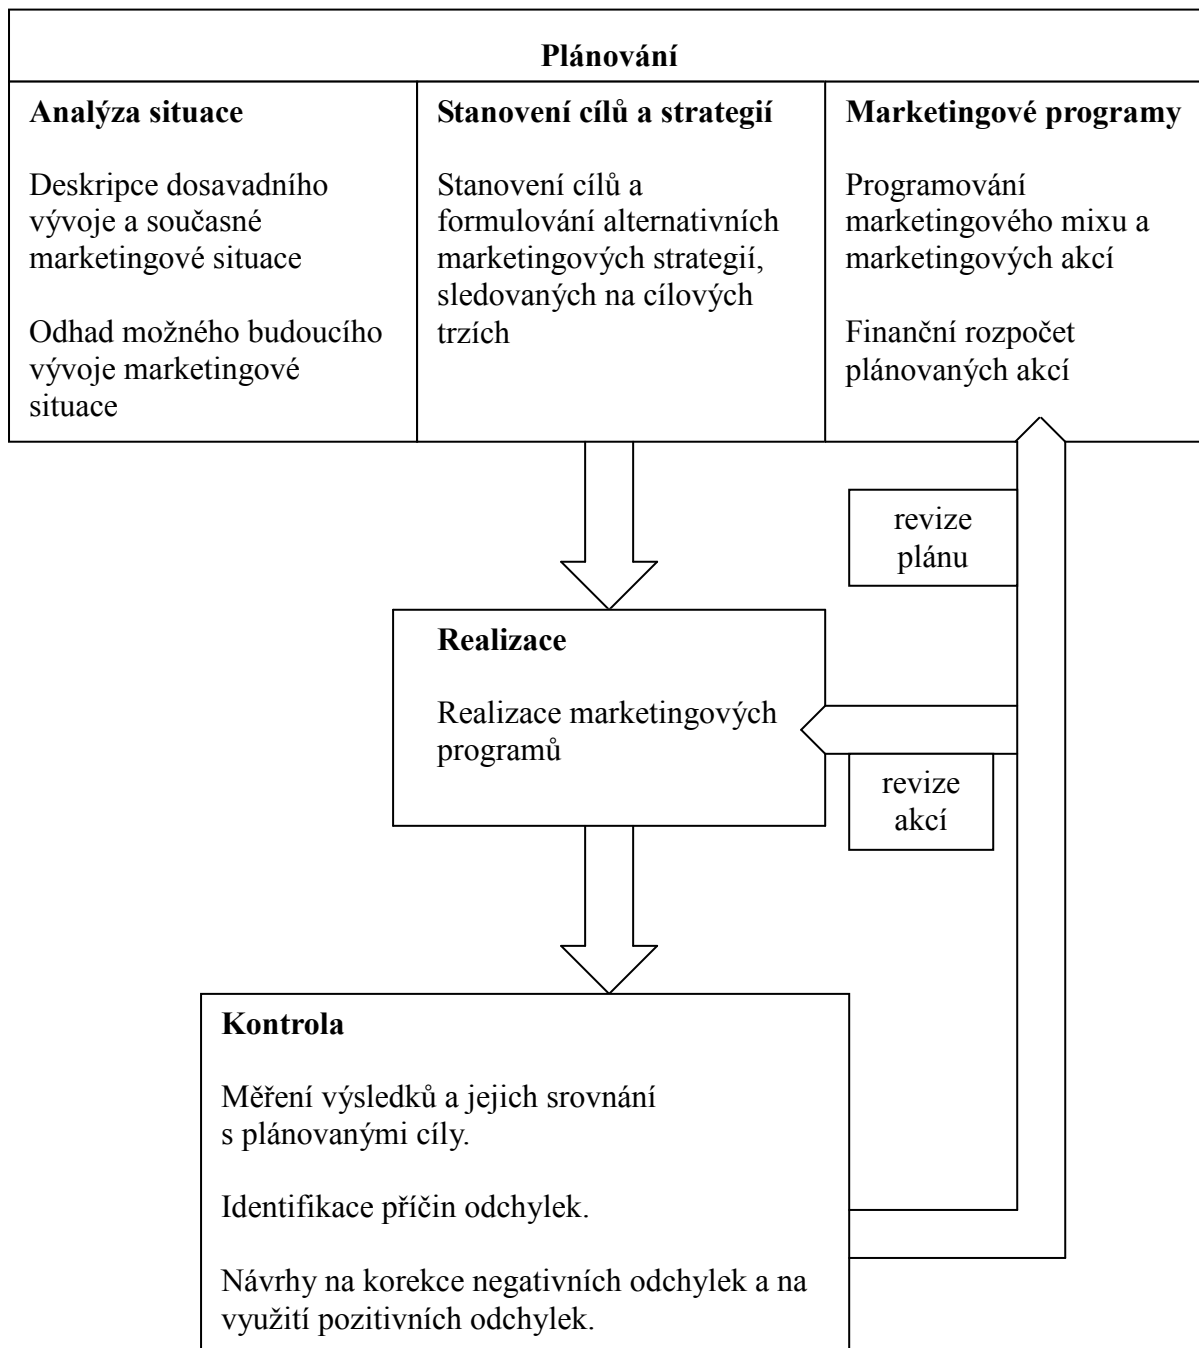 Plánování
Analýza situace
Deskripce dosavadního
vývoje a současné
marketingové situace
Odhad možného budoucího
vývoje marketingové
situace
Stanovení cílů a strategií
Stanovení cílů a
formulování alternativních
marketingových strategií,
sledovaných na cílových
trzích
Marketingové programy
Programování
marketingového mixu a
marketingových akcí
Finanční rozpočet
plánovaných akcí
revize
plánu
Realizace
Realizace marketingových
programů
revize
akcí
Kontrola
Měření výsledků a jejich srovnání
s plánovanými cíly.
Identifikace příčin odchylek.
Návrhy na korekce negativních odchylek a na
využití pozitivních odchylek.